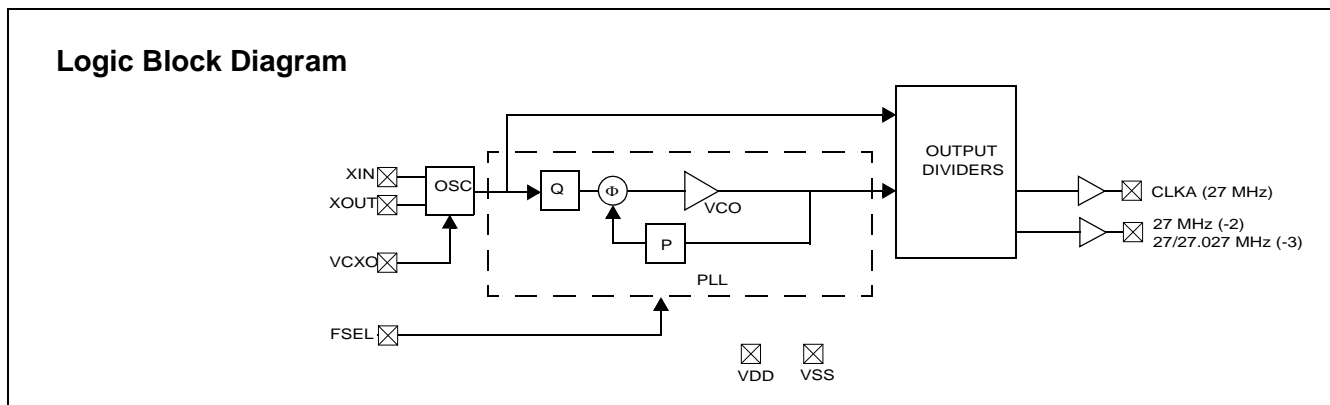 Logic Block Diagram
OUTPUT
DIVIDERS
XIN
OSC
XOUT
Q
Φ
VCO
CLKA (27 MHz)
P
27 MHz (-2)
27/27.027 MHz (-3)
VCXO
PLL
FSEL
VDD
VSS